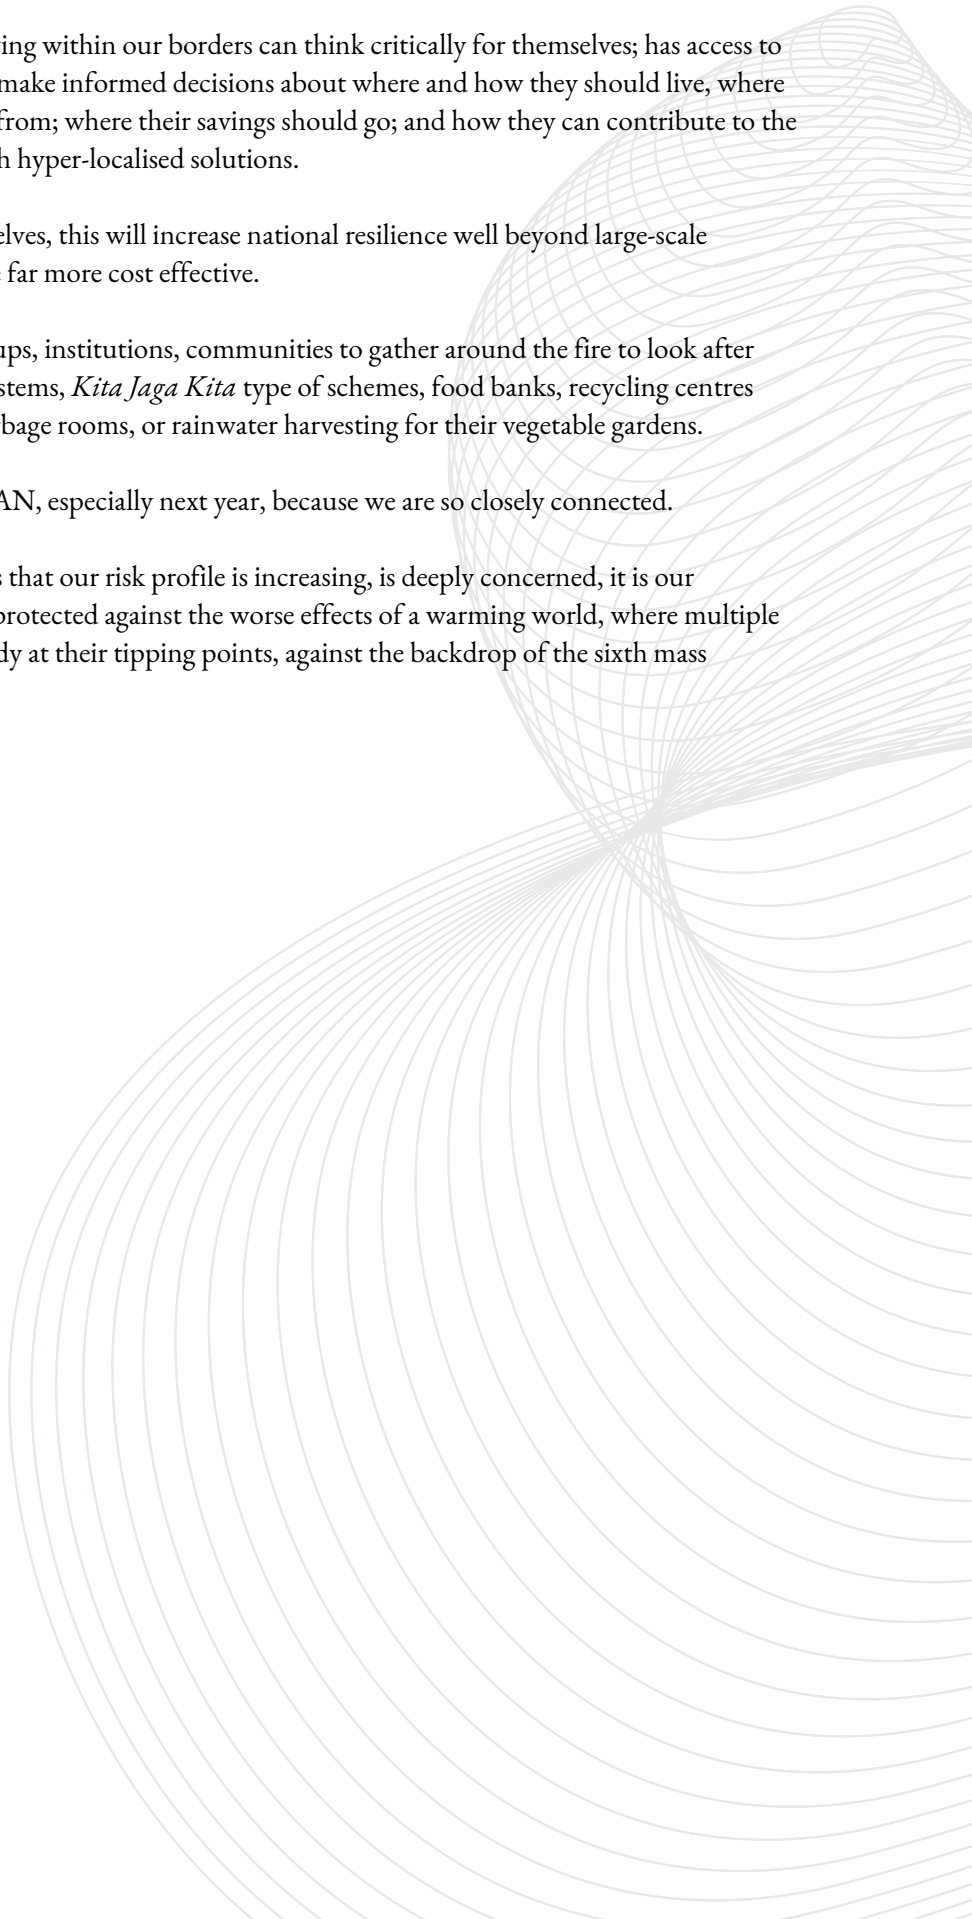 ing within our borders can think critically for themselves; has access to
make informed decisions about where and how they should live, where
from; where their savings should go; and how they can contribute to the
h hyper-localised solutions.
elves, this will increase national resilience well beyond large-scale
far more cost effective.
ups, institutions, communities to gather around the fire to look after
stems, Kita Jaga Kita type of schemes, food banks, recycling centres
bage rooms, or rainwater harvesting for their vegetable gardens.
AN, especially next year, because we are so closely connected.
s that our risk profile is increasing, is deeply concerned, it is our
protected against the worse effects of a warming world, where multiple
dy at their tipping points, against the backdrop of the sixth mass